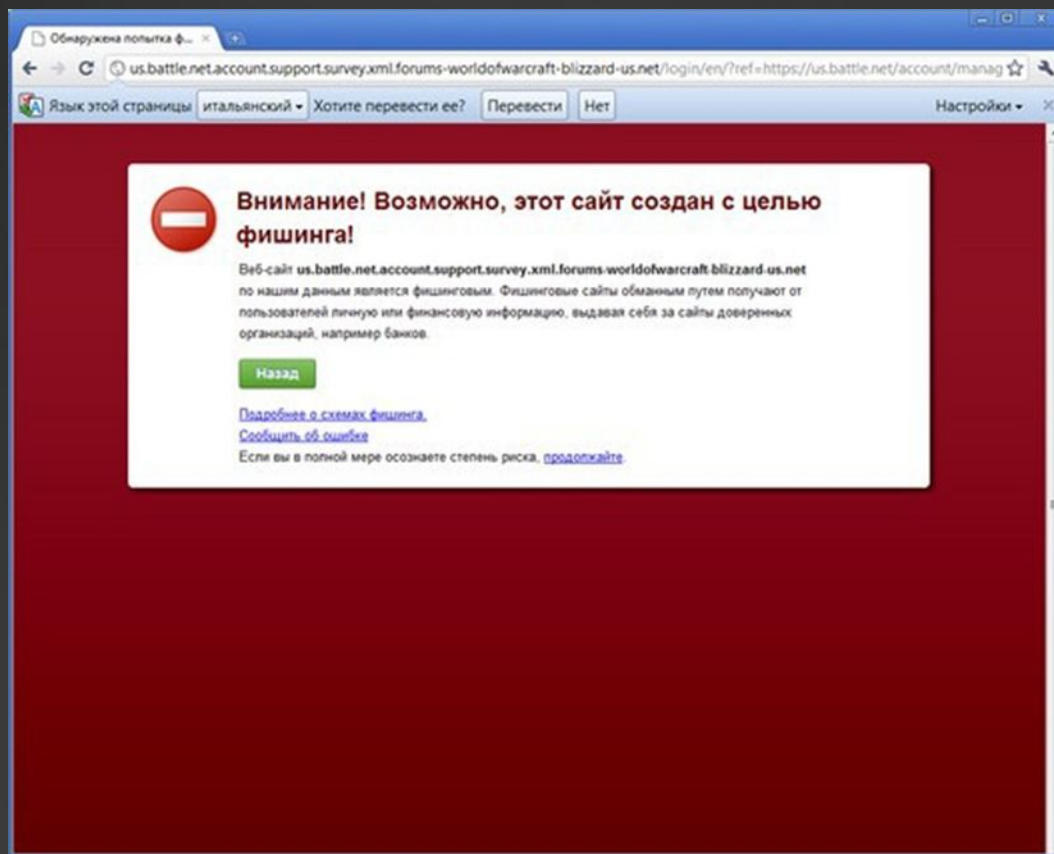 Обнаружена попытка ф...
us.battle.net.account.support.survey.xml.forums-worldofwarcraft-blizzard-us.net/login/en/?ref=https://us.battle.net/account/manag
Язык этой страницы итальянский Хотите перевести ее? Перевести Нет Настройки
Внимание! Возможно, этот сайт создан с целью
фишинга!
Веб-сайт us.battle.net.account.support.survey.xml.forums-worldofwarcraft-blizzard-us.net
по нашим данным является фишинговым. Фишинговые сайты обманным путем получают от
пользователей личную или финансовую информацию, выдавая себя за сайты доверенных
организаций, например банков.
Назад
Подробнее о схемах фишинга.
Сообщить об ошибке
Если вы в полной мере осознаете степень риска, продолжайте.